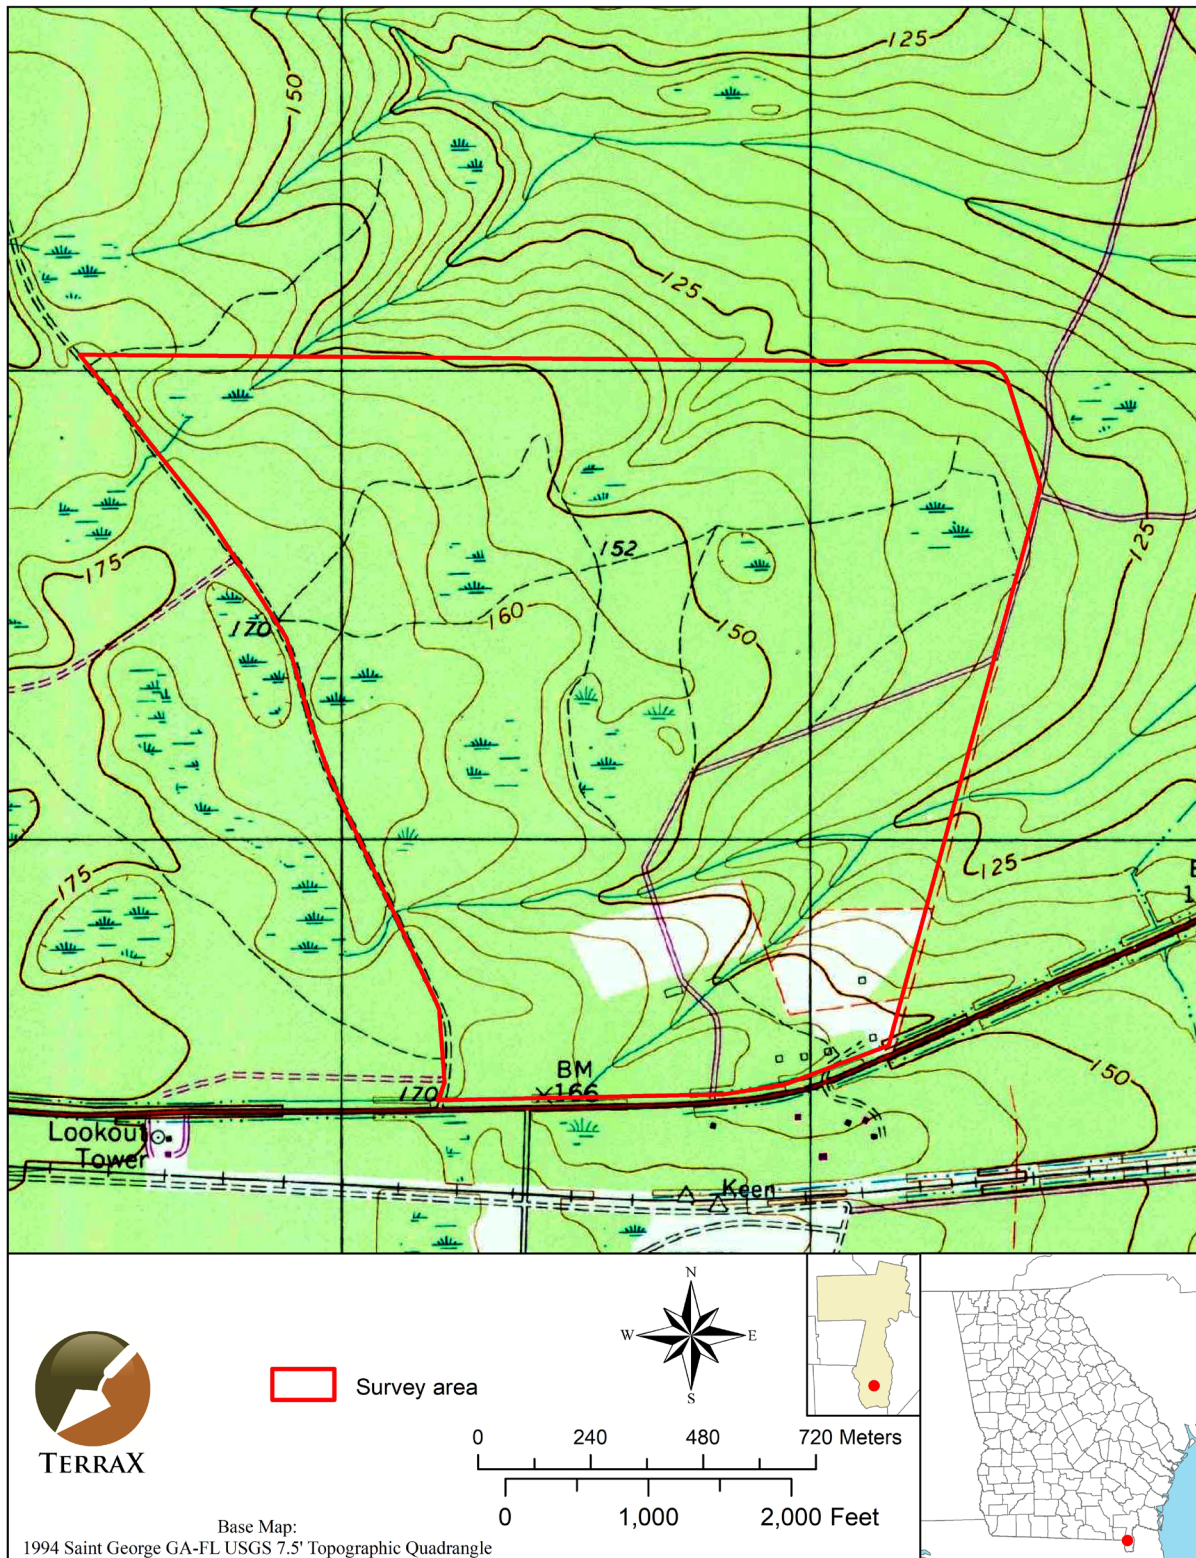 125
150
125
125
175
152
160
170
150
175
125
E
1
BM
170
166
150
Lookout
Tower
Keen
N
W E
S
Survey area
0 240 480 720 Meters
0 1,000 2,000 Feet
TERRAX
Base Map:
1994 Saint George GA-FL USGS 7.5' Topographic Quadrangle